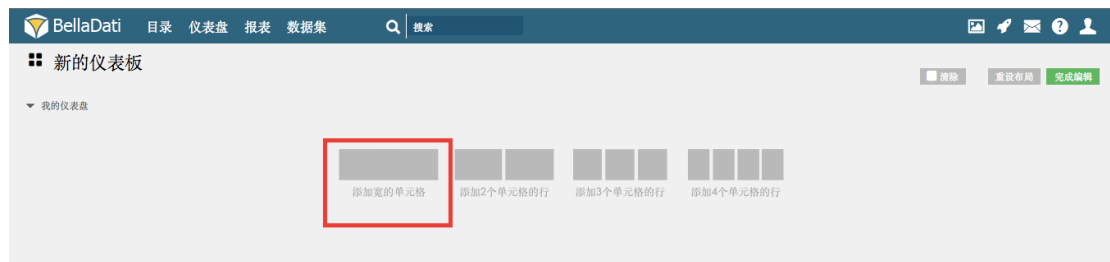 BellaDati 目录 仪表盘 报表 数据集 搜索
新的仪表板
清除 重设布局 完成编辑
我的仪表盘
添加宽的单元格 添加2个单元格的行 添加3个单元格的行 添加4个单元格的行